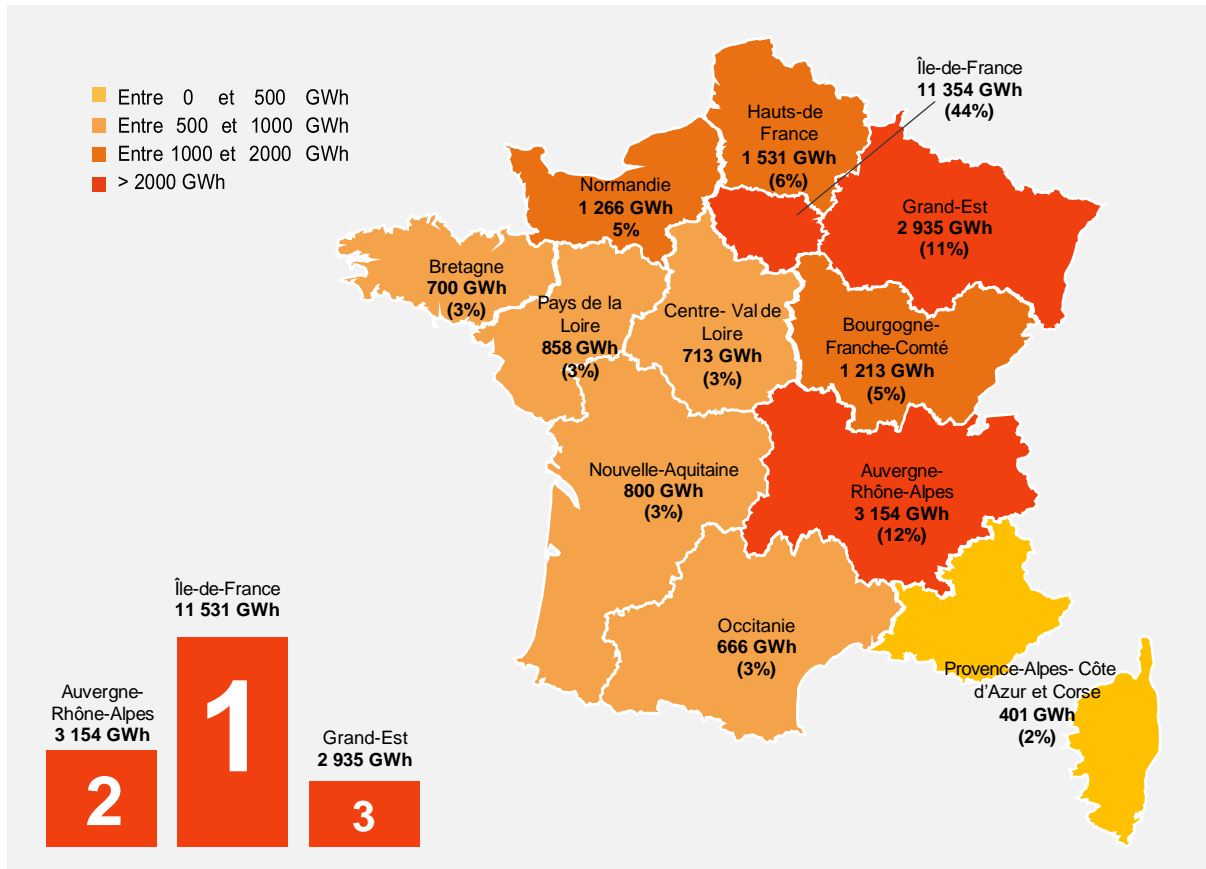 Entre 0 et 500 GWh
Entre 500 et 1000 GWh
Entre 1000 et 2000 GWh
> 2000 GWh
Île-de-France
11 354 GWh
(44%)
Hauts-de
France
1 531 GWh
(6%)
Normandie
1 266 GWh
5%
Grand-Est
2 935 GWh
(11%)
Bretagne
700 GWh
(3%)
Pays de la
Loire
858 GWh
(3%)
Centre- Val de
Loire
713 GWh
(3%)
Bourgogne-
Franche-Comté
1 213 GWh
(5%)
Nouvelle-Aquitaine
800 GWh
(3%)
Auvergne-
Rhône-Alpes
3 154 GWh
(12%)
Occitanie
666 GWh
(3%)
Provence-Alpes- Côte
d'Azur et Corse
401 GWh
(2%)
Île-de-France
11 531 GWh
1
Auvergne-
Rhône-Alpes
3 154 GWh
2
Grand-Est
2 935 GWh
3